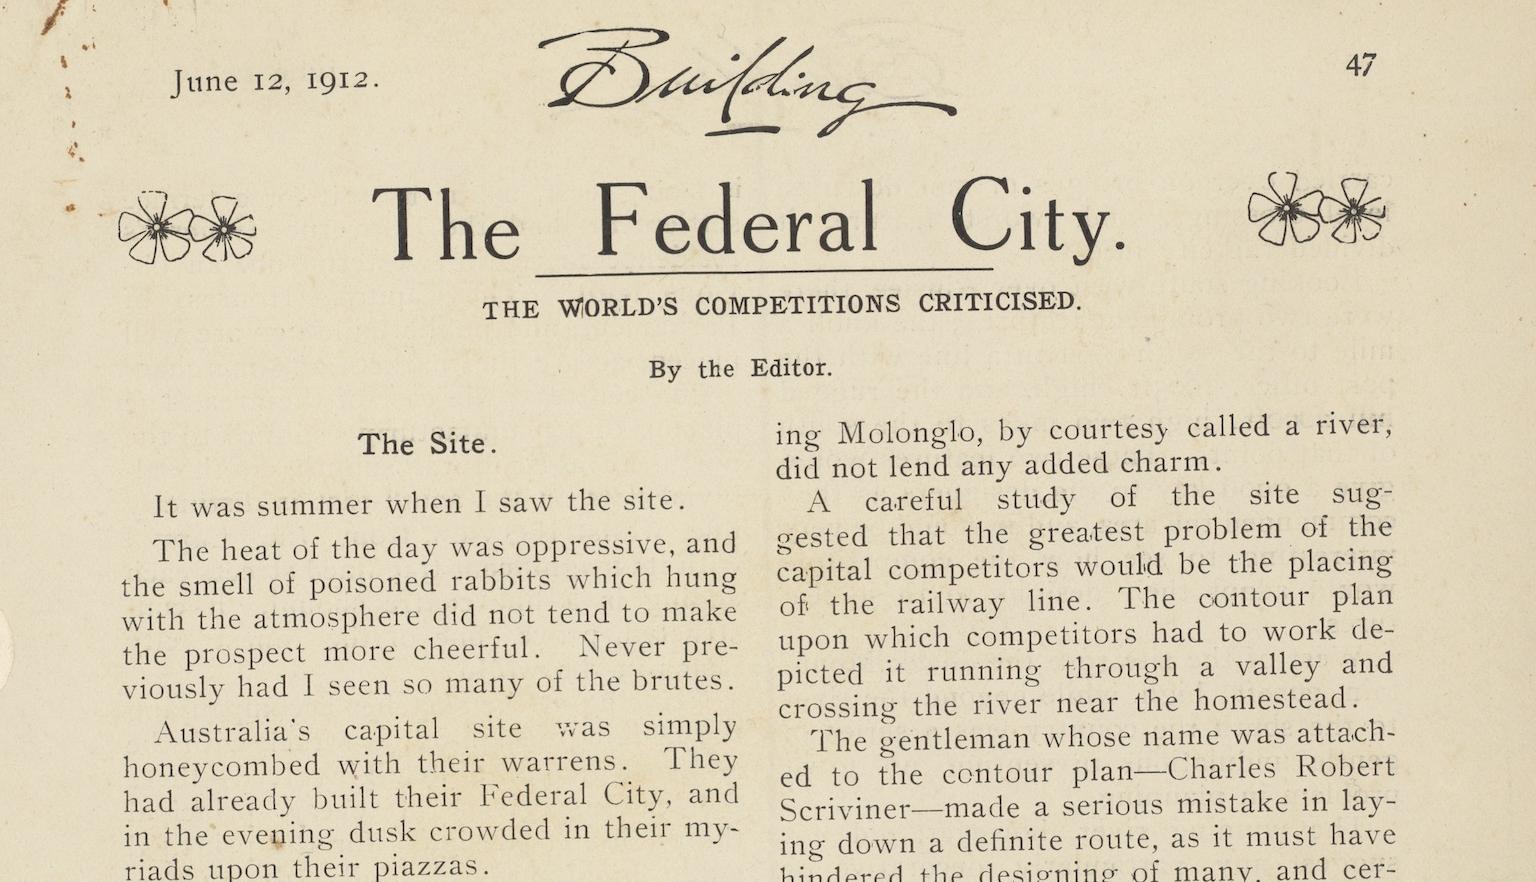 June 12, 1912.
Building
47
The Federal City.
THE WORLD'S COMPETITIONS CRITICISED.
By the Editor.
The Site.
It was summer when I saw the site.
The heat of the day was oppressive, and
the smell of poisoned rabbits which hung
with the atmosphere did not tend to make
the prospect more cheerful. Never pre-
viously had I seen so many of the brutes.
Australia's capital site was simply
honeycombed with their warrens. They
had already built their Federal City, and
in the evening dusk crowded in their my-
riads upon their piazzas.
ing Molonglo, by courtesy called a river,
did not lend any added charm.
A careful study of the site sug-
gested that the greatest problem of the
capital competitors would be the placing
of the railway line. The contour plan
upon which competitors had to work de-
picted it running through a valley and
crossing the river near the homestead.
The gentleman whose name was attach-
ed to the contour plan—Charles Robert
Scriviner—made a serious mistake in lay-
ing down a definite route, as it must have
hindered the designing of many, and cer-